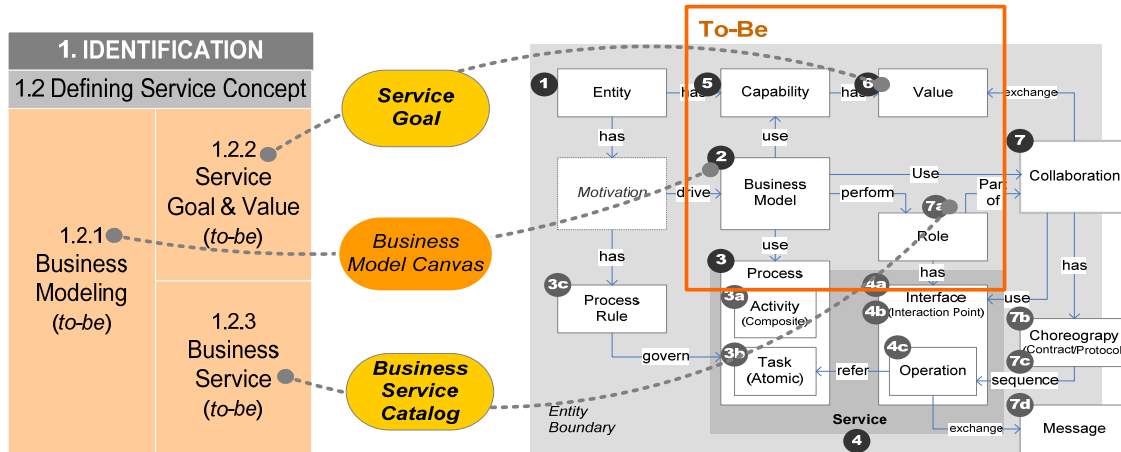 1. IDENTIFICATION
1.2 Defining Service Concept
1.2.1
Business
Modeling
(to-be)
1.2.2
Service
Goal & Value
(to-be)
1.2.3
Business
Service
(to-be)
Service
Goal
Business
Model Canvas
Business
Service
Catalog
To-Be
1
Entity
has
5
Capability
has
6
Value
exchange
has
use
7
Collaboration
Motivation
drive
2
Business
Model
Use
perform
Part
of
7a
Role
has
use
has
has
3c
Process
Rule
govern
3
Process
3a
Activity
(Composite)
3b
Task
(Atomic)
refer
4a
Interface
4b
(Interaction Point)
4c
Operation
use
7b
Choreograpy
(Contract/Protocol
7c
sequence
7d
Message
exchange
Service
4
Entity
Boundary